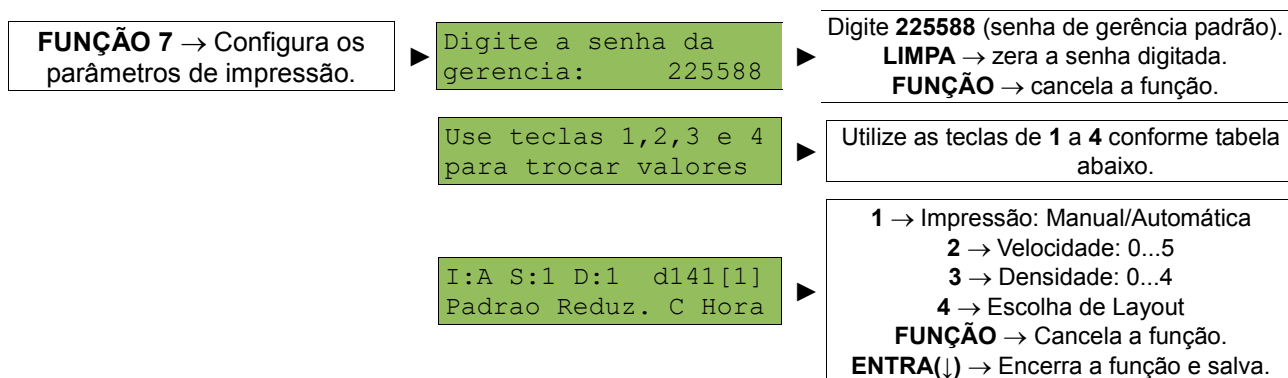 FUNÇÃO 7 → Configura os
parâmetros de impressão.
►
Digite a senha da
gerencia:     225588
►
Digite 225588 (senha de gerência padrão).
LIMPA → zera a senha digitada.
FUNÇÃO → cancela a função.
Use teclas 1,2,3 e 4
para trocar valores
►
Utilize as teclas de 1 a 4 conforme tabela
abaixo.
I:A S:1 D:1  d141[1]
Padrao Reduz. C Hora
►
1 → Impressão: Manual/Automática
2 → Velocidade: 0...5
3 → Densidade: 0...4
4 → Escolha de Layout
FUNÇÃO → Cancela a função.
ENTRA(↓) → Encerra a função e salva.